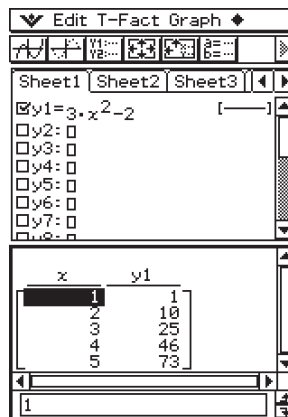 Edit T-Fact Graph ◆
Sheet1 Sheet2 Sheet3
y1=3·x²−2 [——]
y2:▯
y3:▯
y4:▯
y5:▯
y6:▯
y7:▯
x y1
1 1
2 10
3 25
4 46
5 73
1